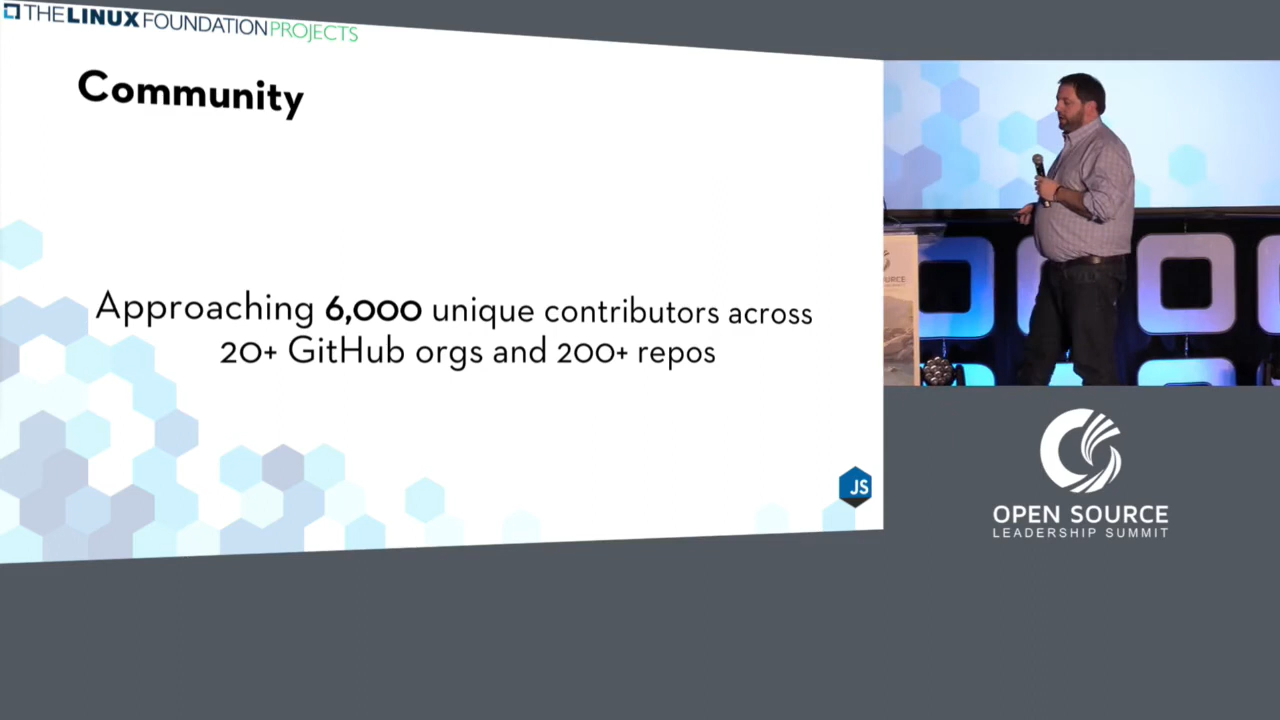 THE LINUX FOUNDATION PROJECTS
Community
Approaching 6,000 unique contributors across
20+ GitHub orgs and 200+ repos
JS
OPEN SOURCE
LEADERSHIP SUMMIT